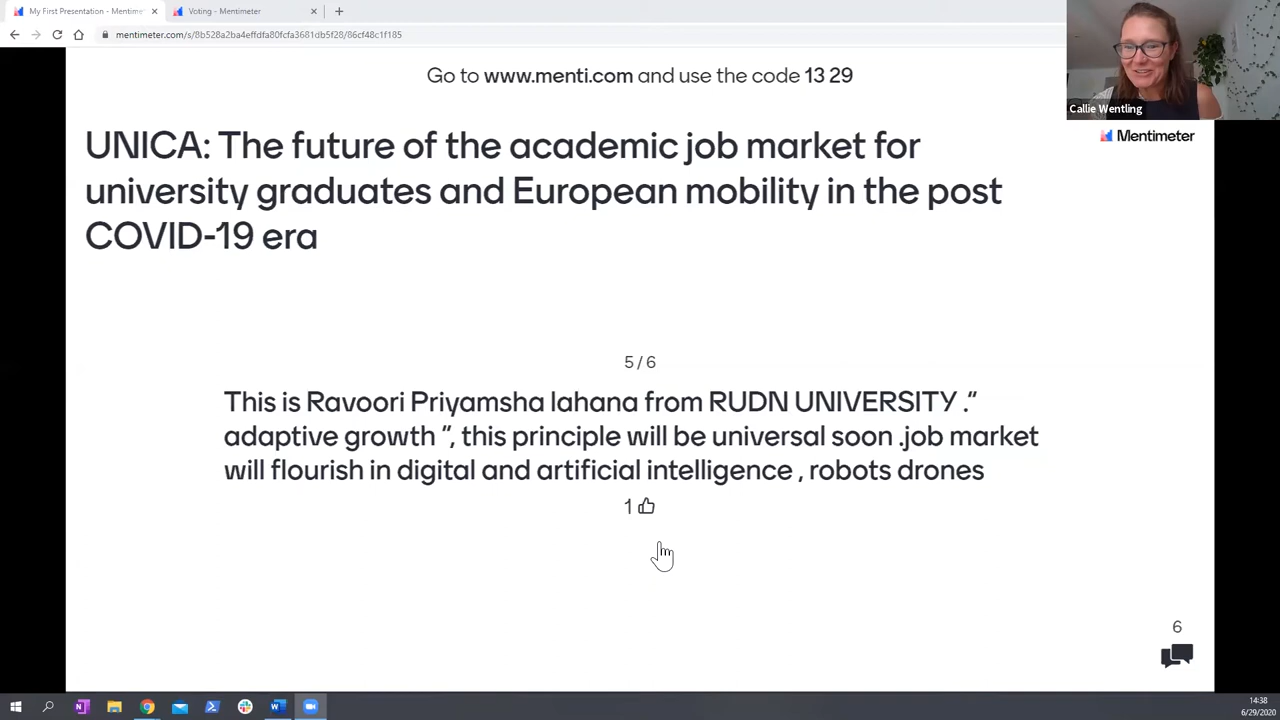 My First Presentation - Mentime
Voting - Mentimeter
mentimeter.com/s/8b528a2ba4effdfa80fcfa3681db5f28/86cf48c1f185
Callie Wentling
Go to www.menti.com and use the code 13 29
Mentimeter
UNICA: The future of the academic job market for
university graduates and European mobility in the post
COVID-19 era
5 / 6
This is Ravoori Priyamsha lahana from RUDN UNIVERSITY .“
adaptive growth ”, this principle will be universal soon .job market
will flourish in digital and artificial intelligence , robots drones
1
6
14:38
6/29/2020